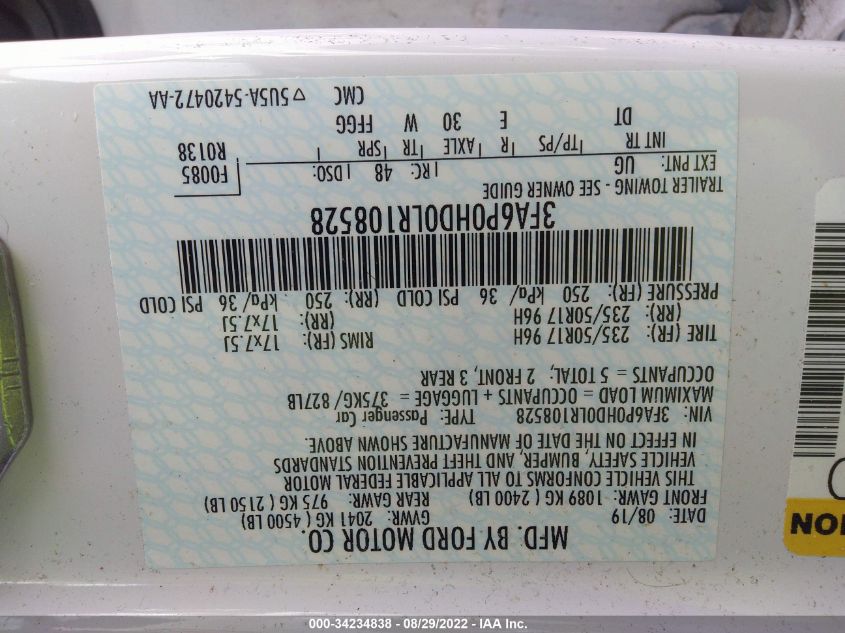 MFD. BY FORD MOTOR CO.
DATE: 08/19 GVWR: 2041 KG ( 4500 LB)
FRONT GAWR: 1089 KG ( 2400 LB) REAR GAWR: 975 KG ( 2150 LB)
THIS VEHICLE CONFORMS TO ALL APPLICABLE FEDERAL MOTOR
VEHICLE SAFETY, BUMPER, AND THEFT PREVENTION STANDARDS
IN EFFECT ON THE DATE OF MANUFACTURE SHOWN ABOVE.
VIN: 3FA6P0HD0LR108528 TYPE: Passenger Car
MAXIMUM LOAD = OCCUPANTS + LUGGAGE = 375KG/ 827LB
OCCUPANTS = 5 TOTAL, 2 FRONT, 3 REAR
TIRE (FR): 235/50R17 96H RIMS (FR): 17x7.5J
(RR): 235/50R17 96H (RR): 17x7.5J
PRESSURE (FR): 250 kPa/ 36 PSI COLD (RR): 250 kPa/ 36 PSI COLD
3FA6P0HD0LR108528
TRAILER TOWING - SEE OWNER GUIDE
EXT PNT: UG RC: 48 DSO: F0085
INT TR TP/PS R AXLE TR SPR R0138
DT E 30 W FFGG
CMC ▽5U5A-5420472-AA
NON
000-34234838 - 08/29/2022 - IAA Inc.